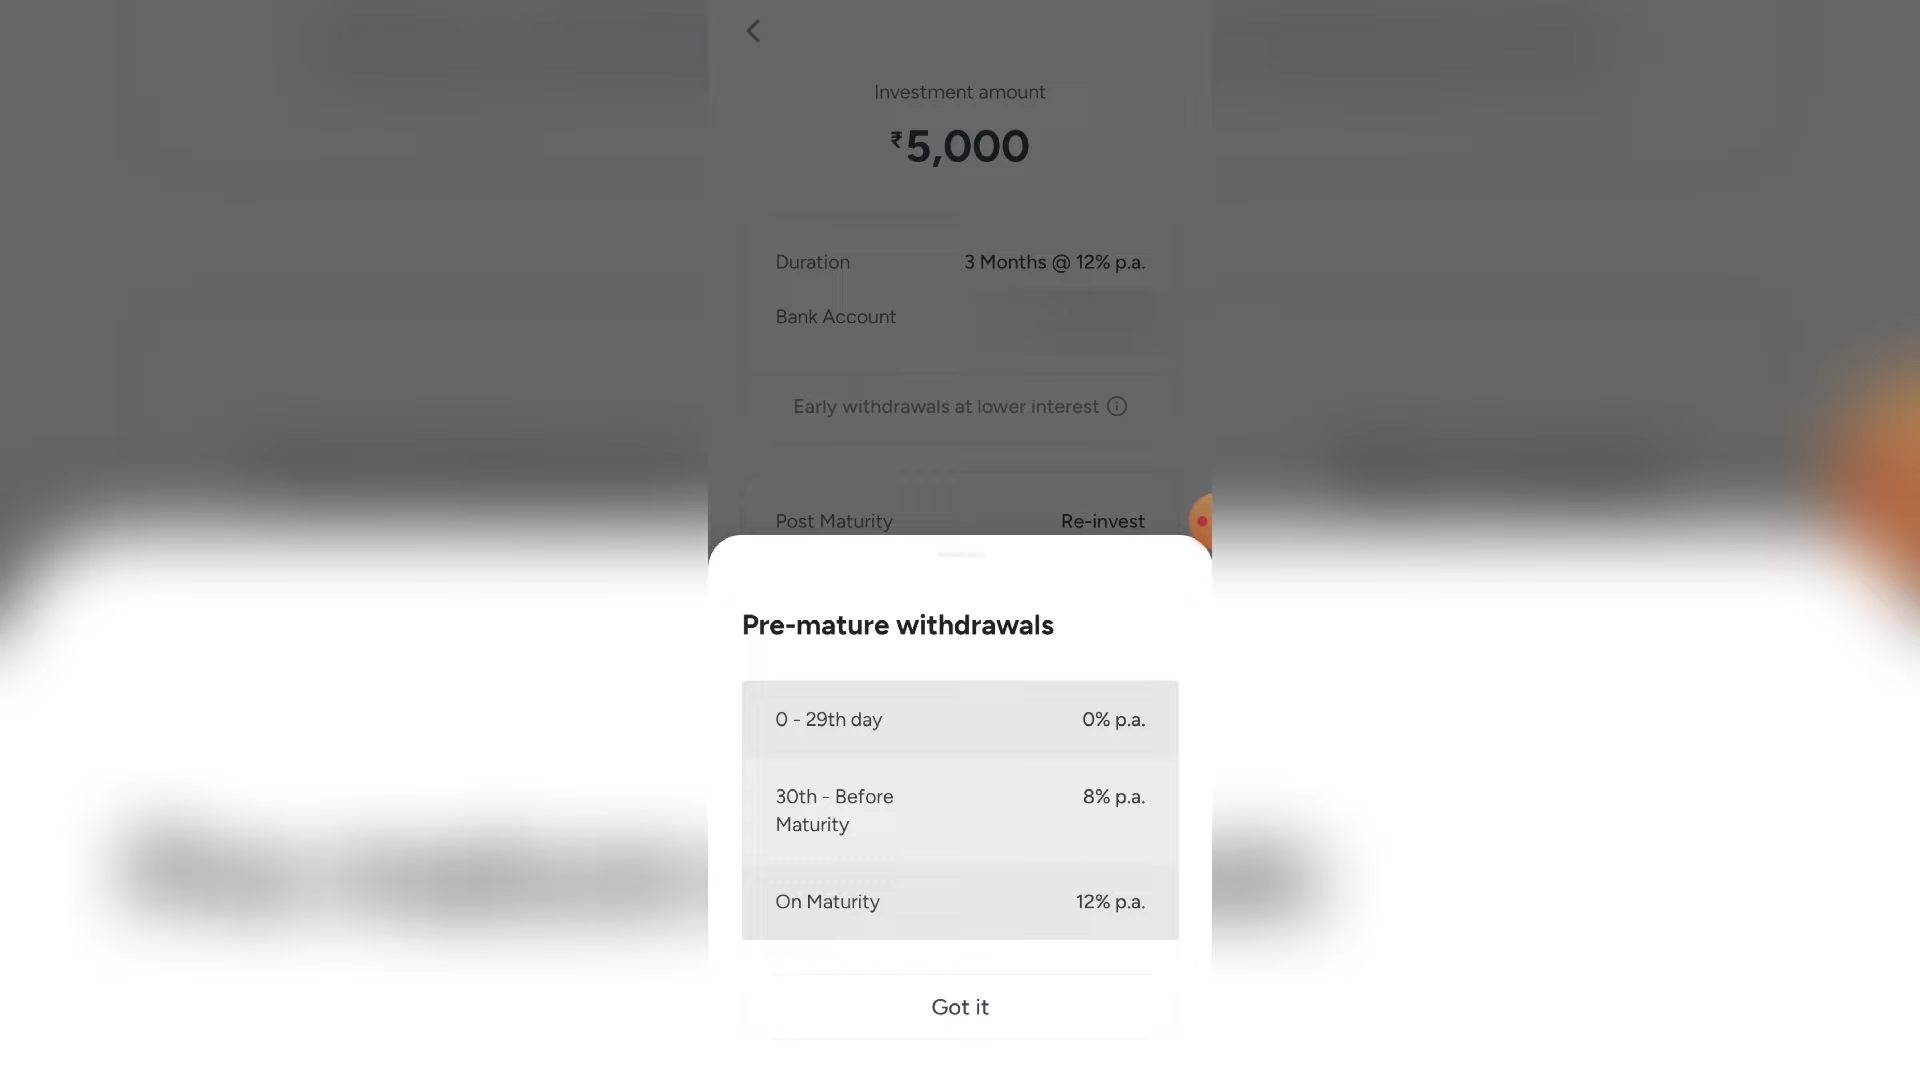 Investment amount
₹5,000
Duration 3 Months @ 12% p.a.
Bank Account
Early withdrawals at lower interest
Post Maturity Re-invest
Pre-mature withdrawals
0 - 29th day 0% p.a.
30th - Before 8% p.a.
Maturity
On Maturity 12% p.a.
Got it